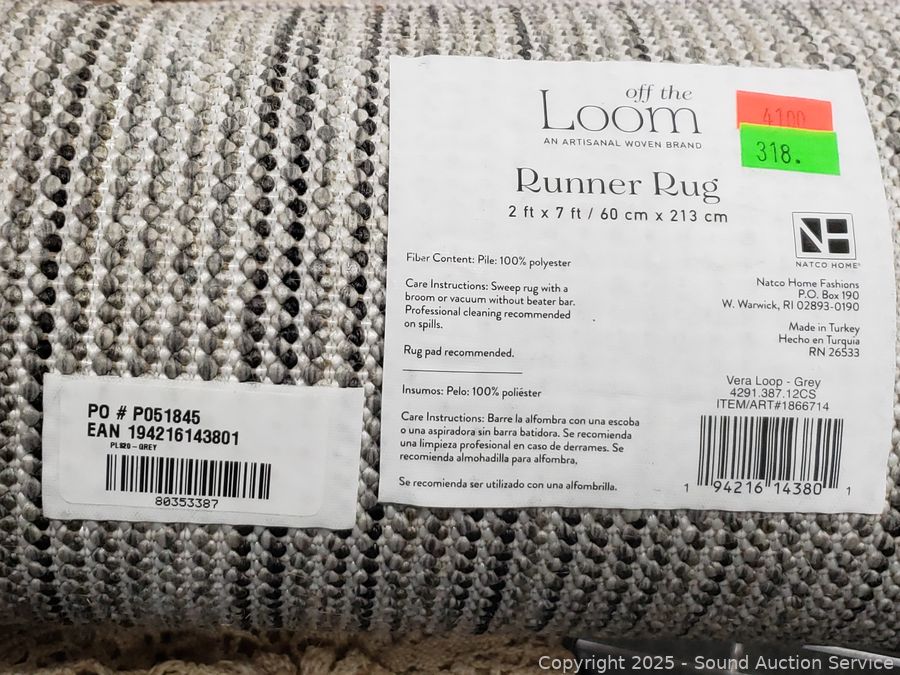 off the
Loom
AN ARTISANAL WOVEN BRAND
4100
318.
Runner Rug
2 ft x 7 ft / 60 cm x 213 cm
NATCO HOME
Fiber Content: Pile: 100% polyester
Care Instructions: Sweep rug with a
broom or vacuum without beater bar.
Professional cleaning recommended
on spills.
Rug pad recommended.
Natco Home Fashions
P.O. Box 190
W. Warwick, RI 02893-0190
Made in Turkey
Hecho en Turquia
RN 26533
Insumos: Pelo: 100% poliéster
Care Instructions: Barre la alfombra con una escoba
o una aspiradora sin barra batidora. Se recomienda
una limpieza profesional en caso de derrames. Se
recomienda almohadilla para alfombra.
Se recomienda ser utilizado con una alfombrilla.
Vera Loop - Grey
4291.387.12CS
ITEM/ART#1866714
1 94216 14380 1
PO # P051845
EAN 194216143801
PL920-GREY
80353387
Copyright 2025 - Sound Auction Service